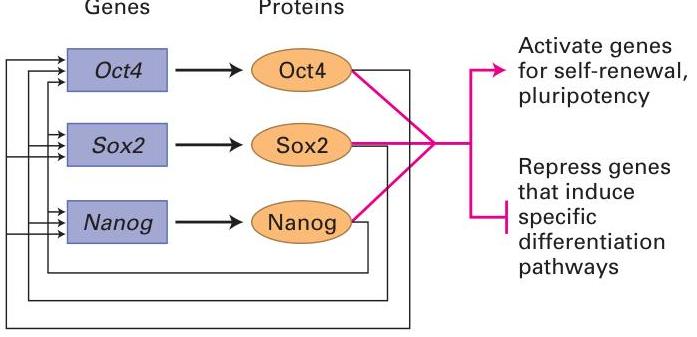 Genes
Proteins
Oct4
Oct4
Sox2
Sox2
Nanog
Nanog
Activate genes
for self-renewal,
pluripotency
Repress genes
that induce
specific
differentiation
pathways